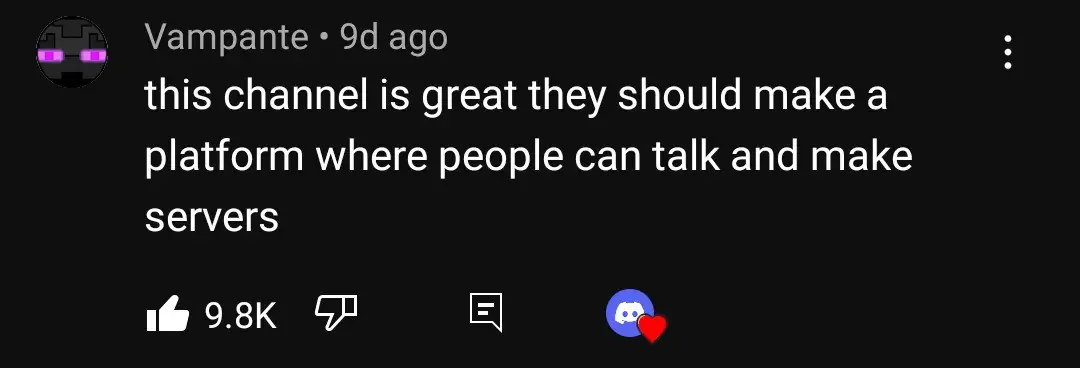 Vampante • 9d ago
this channel is great they should make a
platform where people can talk and make
servers
9.8K